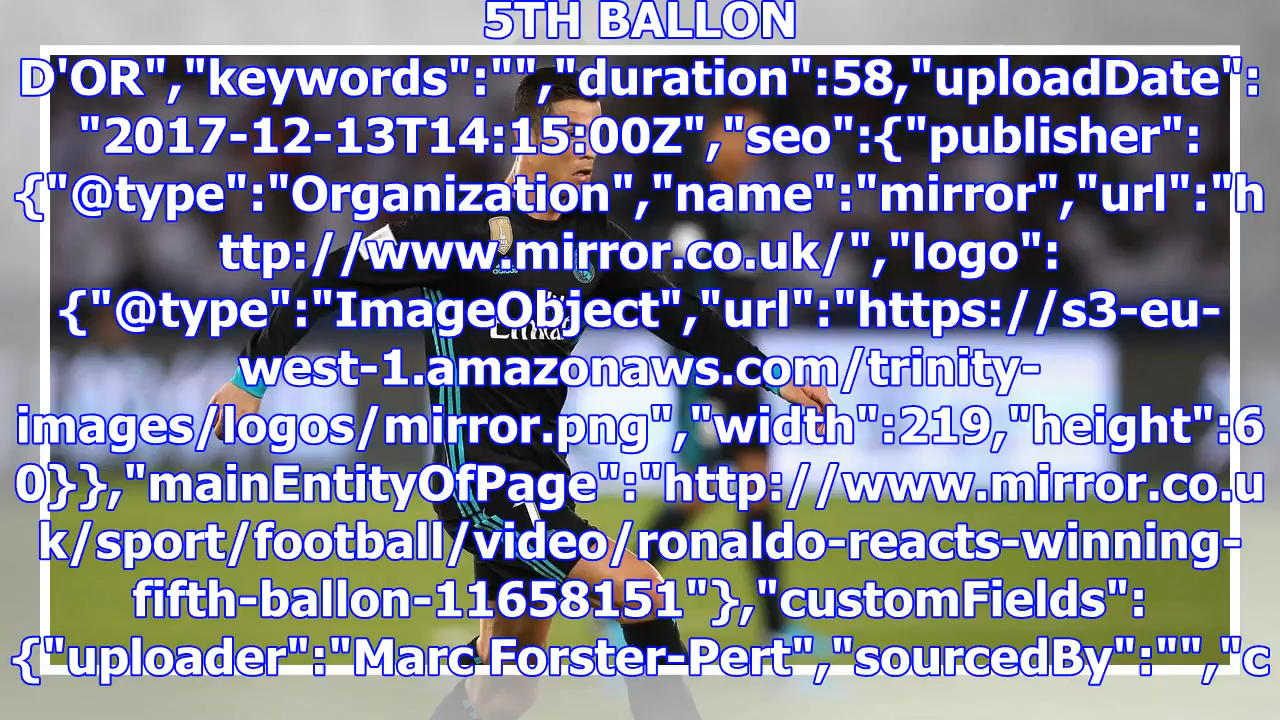 5TH BALLON
D'OR","keywords":"","duration":58,"uploadDate":
"2017-12-13T14:15:00Z","seo":{"publisher":
{"@type":"Organization","name":"mirror","url":"h
ttp://www.mirror.co.uk/","logo":
{"@type":"ImageObject","url":"https://s3-eu-
west-1.amazonaws.com/trinity-
images/logos/mirror.png","width":219,"height":6
0}},"mainEntityOfPage":"http://www.mirror.co.u
k/sport/football/video/ronaldo-reacts-winning-
fifth-ballon-11658151"},"customFields":
{"uploader":"Marc Forster-Pert","sourcedBy":"","c